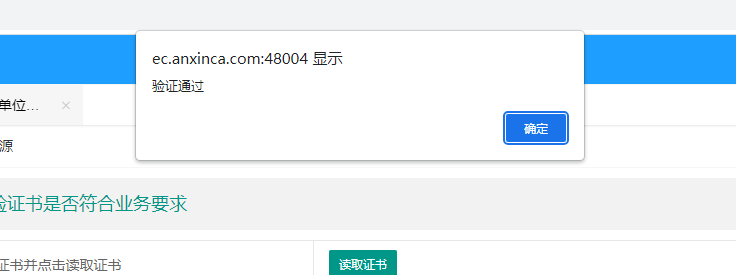 ec.anxinca.com:48004 显示
验证通过
确定
单位...
源
验证书是否符合业务要求
证书并点击读取证书
读取证书